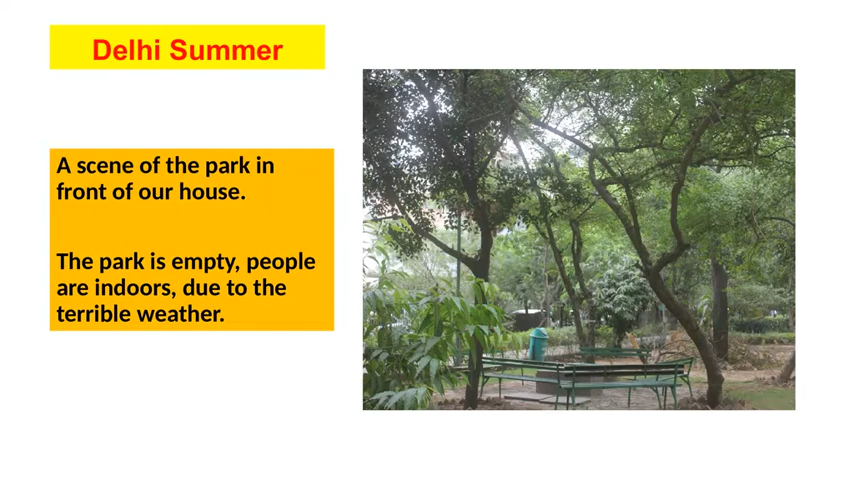 Delhi Summer
A scene of the park in
front of our house.
The park is empty, people
are indoors, due to the
terrible weather.